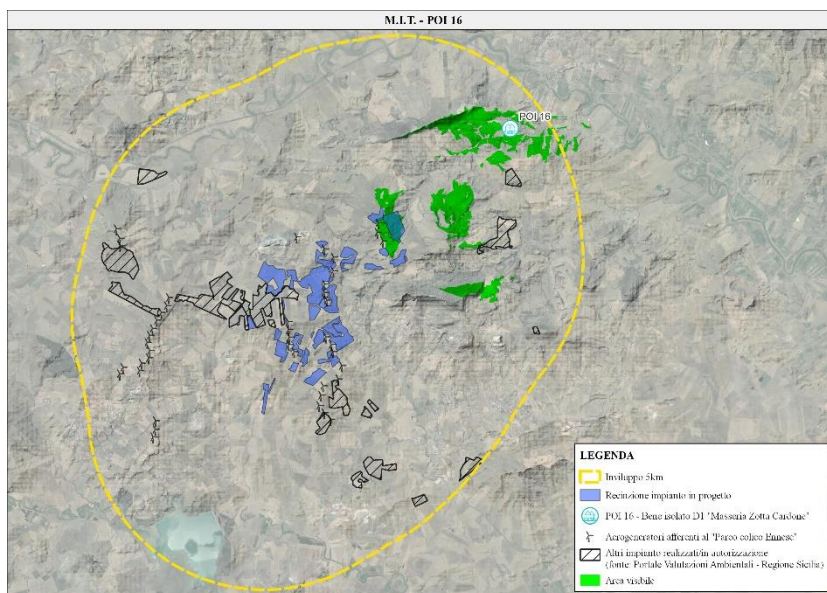 M.I.T. - POI 16
POI 16
LEGENDA
Inviluppo 5km
Recinzione impianto in progetto
POI 16 - Bene isolato D1 "Masseria Zotta Cardone"
Aerogeneratori afferenti al "Parco eolico Ennese"
Altri impianto realizzati/in autorizzazione
(fonte: Portale Valutazioni Ambientali - Regione Sicilia)
Area visibile